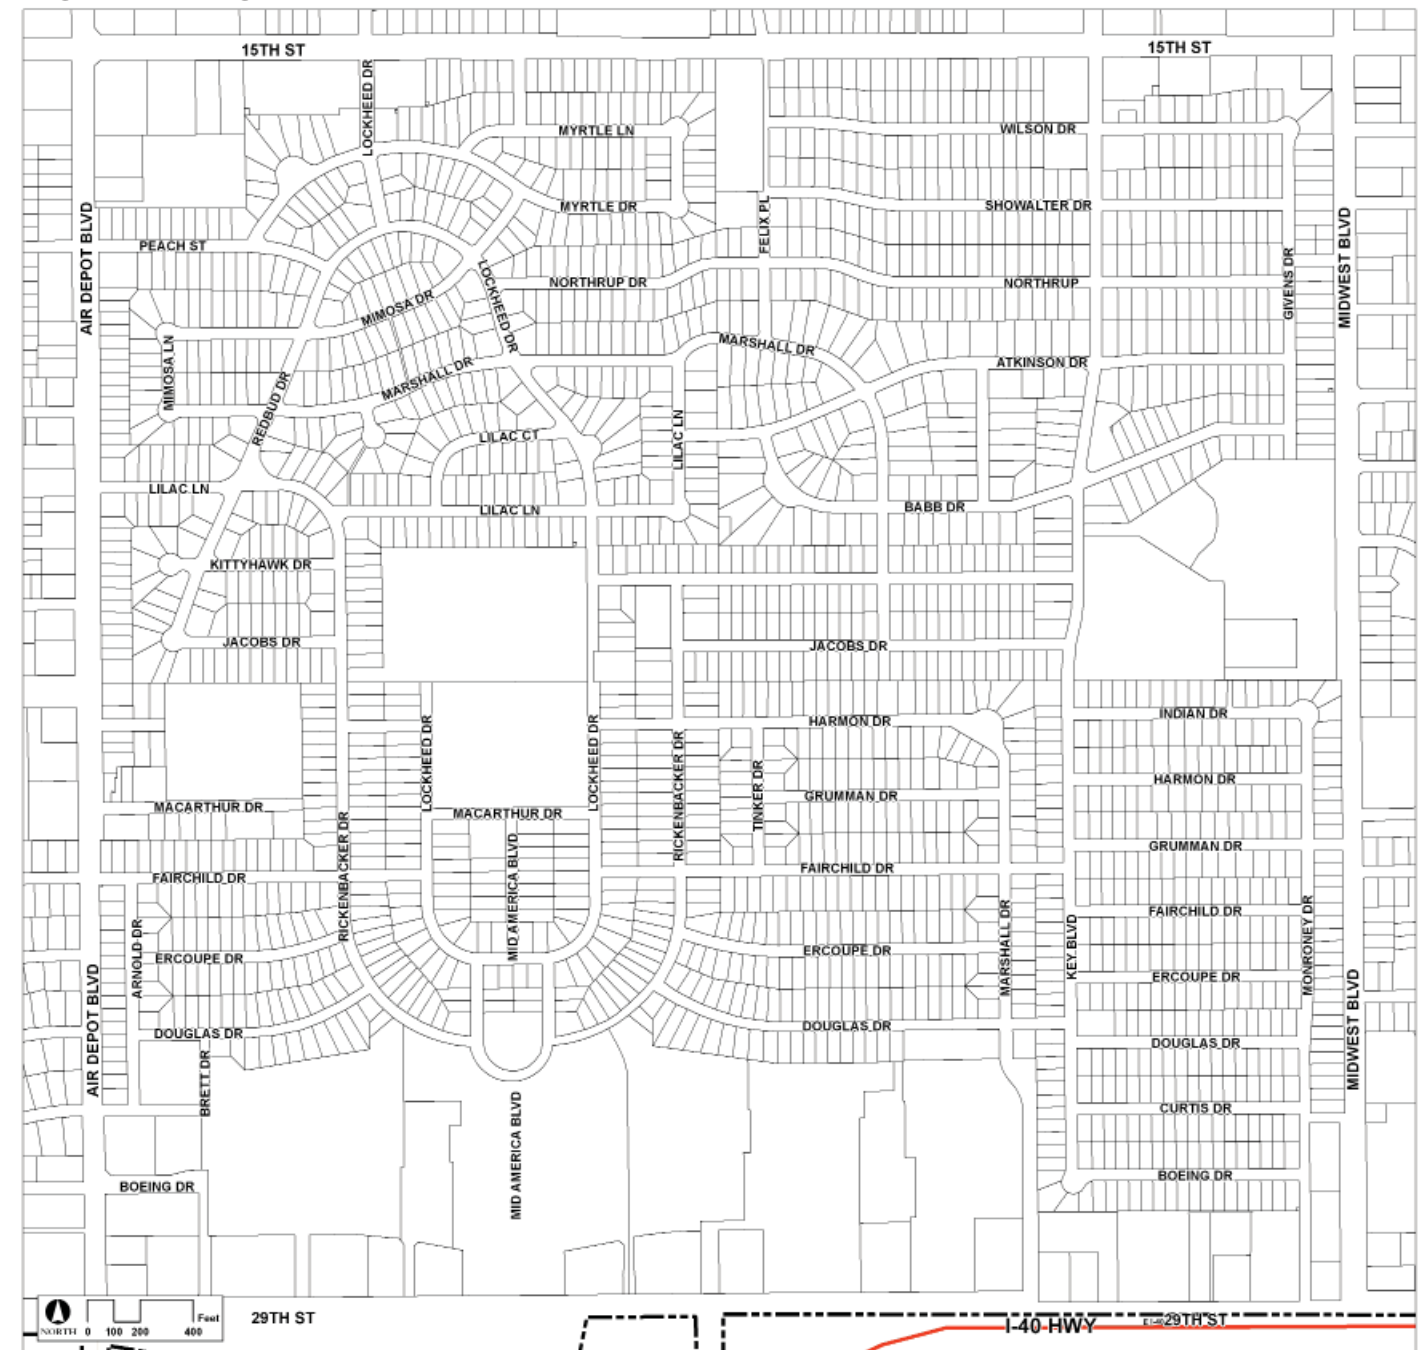 15TH ST
15TH ST
LOCKHEED DR
MYRTLE LN
WILSON DR
MYRTLE DR
FELIX PL
SHOWALTER DR
AIR DEPOT BLVD
PEACH ST
MIDWEST BLVD
GIVENS DR
LOCKHEED DR
NORTHRUP DR
NORTHRUP
MIMOSA DR
MIMOSA LN
MARSHALL DR
ATKINSON DR
MARSHALL DR
REDBUD DR
LILAC CT
LILAC LN
LILAC LN
LILAC LN
BABB DR
KITTYHAWK DR
JACOBS DR
JACOBS DR
LOCKHEED DR
LOCKHEED DR
HARMON DR
INDIAN DR
RICKENBACKER DR
TINKER DR
HARMON DR
GRUMMAN DR
MACARTHUR DR
MACARTHUR DR
RICKENBACKER DR
MID AMERICA BLVD
GRUMMAN DR
FAIRCHILD DR
FAIRCHILD DR
FAIRCHILD DR
ARNOLD DR
MARSHALL DR
KEY BLVD
MONRONEY DR
ERCOUPE DR
ERCOUPE DR
ERCOUPE DR
AIR DEPOT BLVD
MIDWEST BLVD
DOUGLAS DR
DOUGLAS DR
DOUGLAS DR
BRETT DR
CURTIS DR
MID AMERICA BLVD
BOEING DR
BOEING DR
NORTH 0 100 200 400 Feet
29TH ST
I-40 HWY
29TH ST